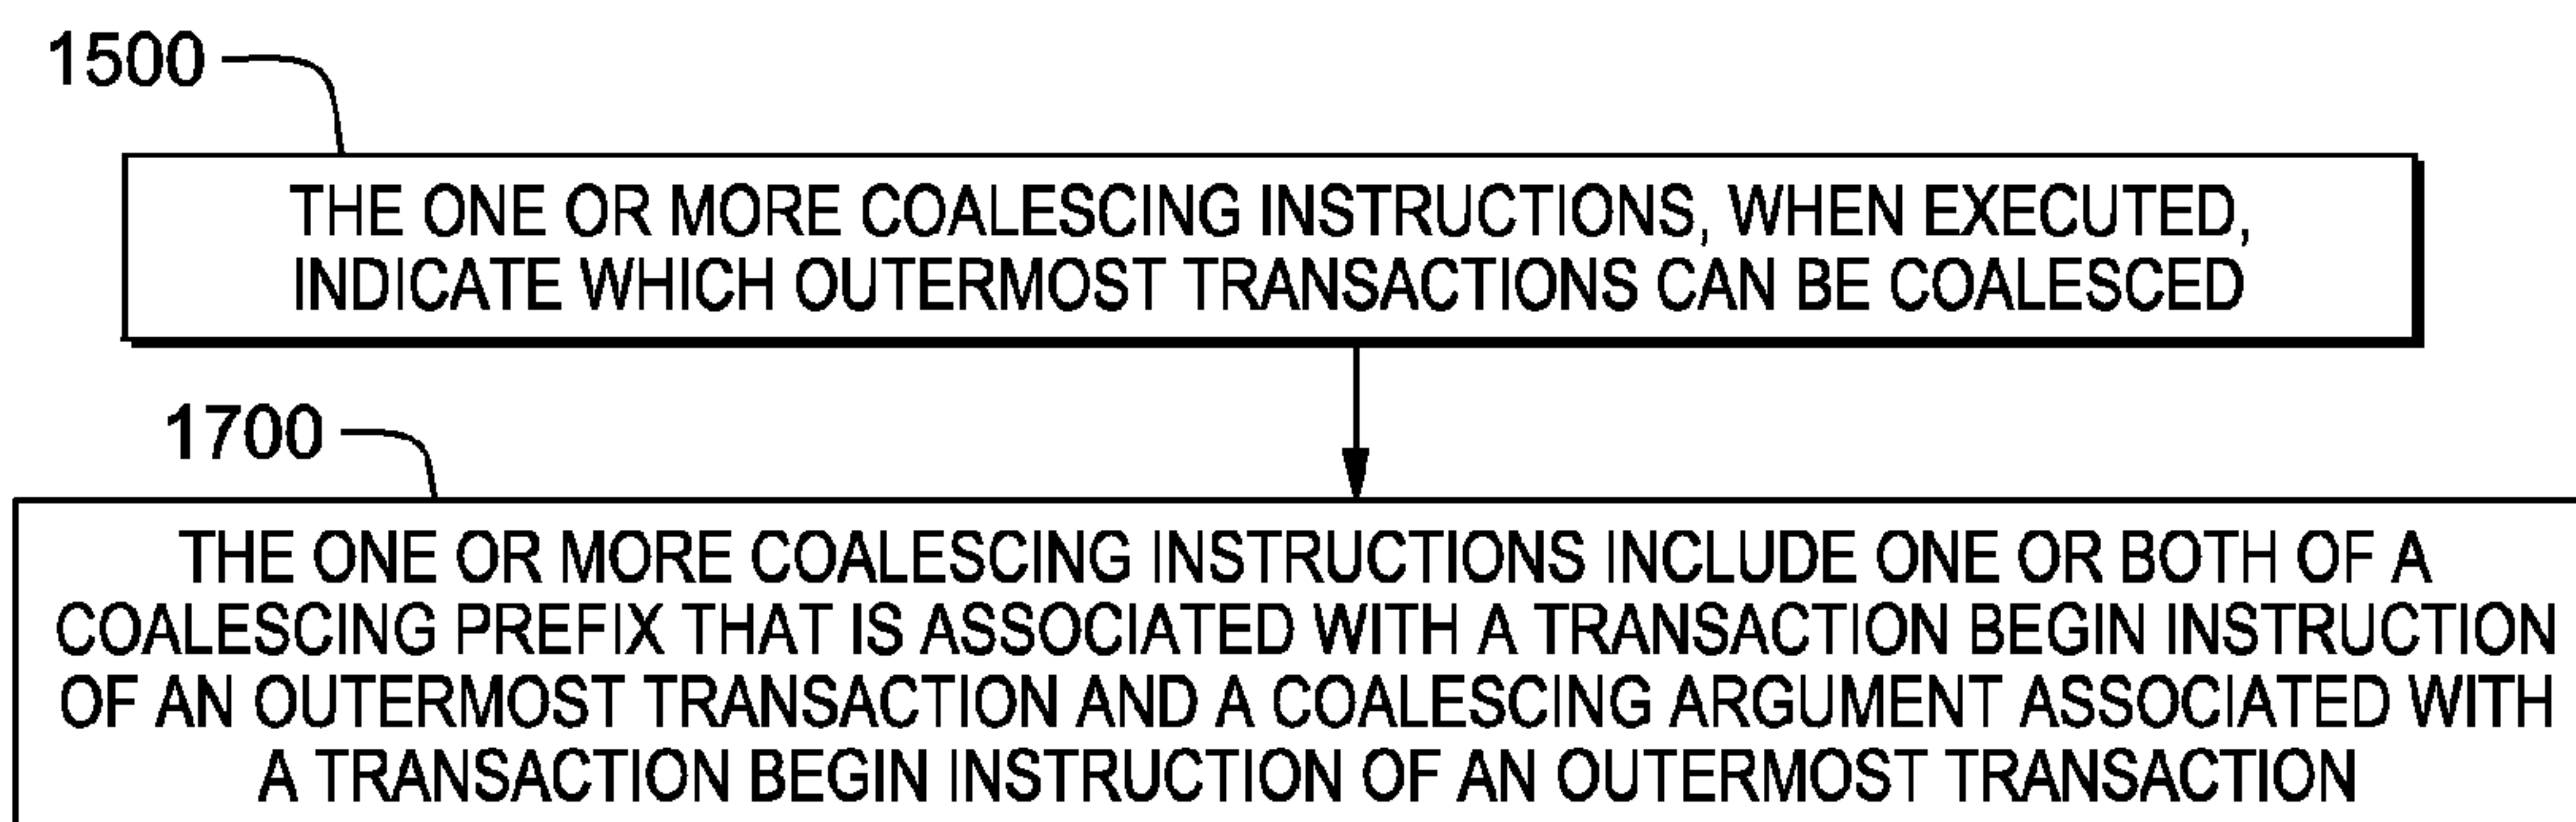 1500
THE ONE OR MORE COALESCING INSTRUCTIONS, WHEN EXECUTED,
INDICATE WHICH OUTERMOST TRANSACTIONS CAN BE COALESCED
1700
THE ONE OR MORE COALESCING INSTRUCTIONS INCLUDE ONE OR BOTH OF A
COALESCING PREFIX THAT IS ASSOCIATED WITH A TRANSACTION BEGIN INSTRUCTION
OF AN OUTERMOST TRANSACTION AND A COALESCING ARGUMENT ASSOCIATED WITH
A TRANSACTION BEGIN INSTRUCTION OF AN OUTERMOST TRANSACTION